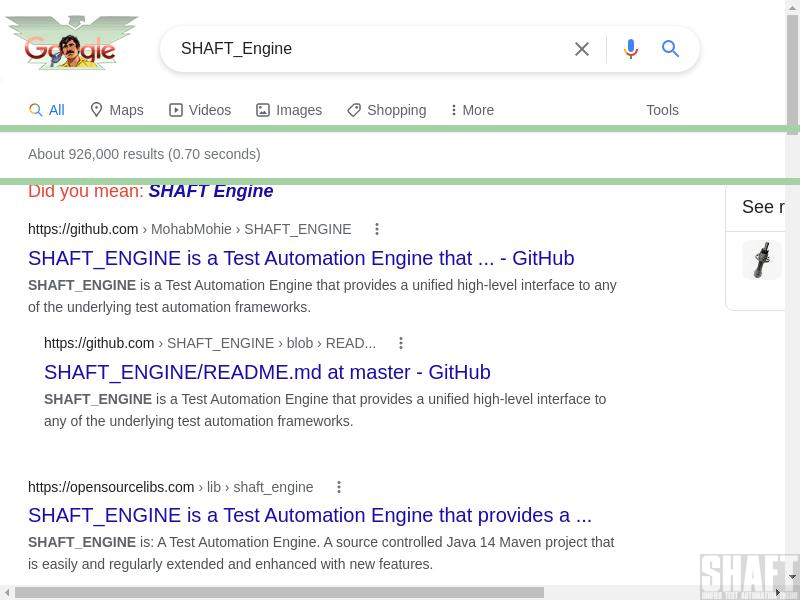 Google
SHAFT_Engine
All
Maps
Videos
Images
Shopping
More
Tools
About 926,000 results (0.70 seconds)
Did you mean: SHAFT Engine
https://github.com › MohabMohie › SHAFT_ENGINE
See r
SHAFT_ENGINE is a Test Automation Engine that ... - GitHub
SHAFT_ENGINE is a Test Automation Engine that provides a unified high-level interface to any
of the underlying test automation frameworks.
https://github.com › SHAFT_ENGINE › blob › READ...
SHAFT_ENGINE/README.md at master - GitHub
SHAFT_ENGINE is a Test Automation Engine that provides a unified high-level interface to
any of the underlying test automation frameworks.
https://opensourcelibs.com › lib › shaft_engine
SHAFT_ENGINE is a Test Automation Engine that provides a ...
SHAFT_ENGINE is: A Test Automation Engine. A source controlled Java 14 Maven project that
is easily and regularly extended and enhanced with new features.
SHAFT
UNIFIED TEST AUTOMATION ENGINE